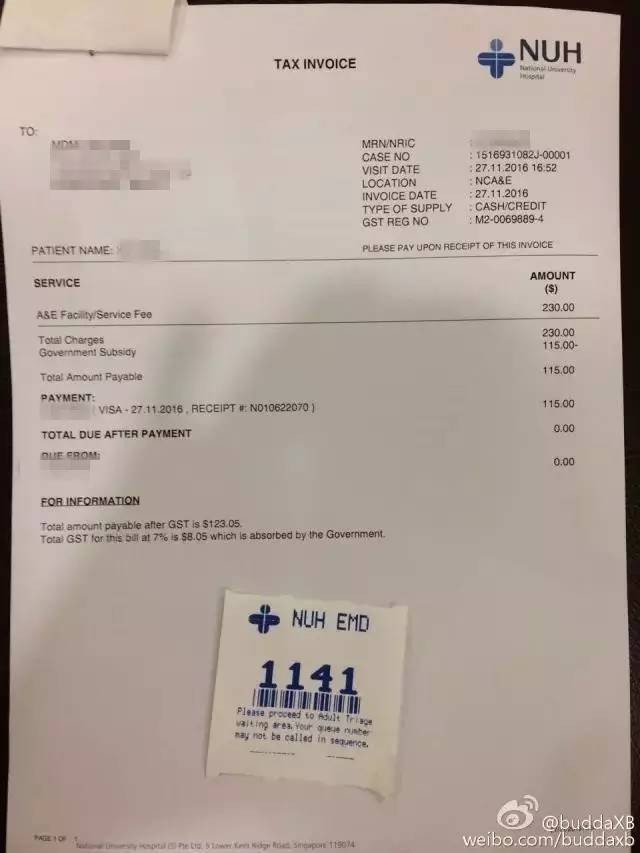 TAX INVOICE
NUH
National University
Hospital
TO:
MDM
MRN/NRIC :
CASE NO : 1516931082J-00001
VISIT DATE : 27.11.2016 16:52
LOCATION : NCA&E
INVOICE DATE : 27.11.2016
TYPE OF SUPPLY : CASH/CREDIT
GST REG NO : M2-0069889-4
PATIENT NAME:
PLEASE PAY UPON RECEIPT OF THIS INVOICE
SERVICE AMOUNT
($)
A&E Facility/Service Fee 230.00
Total Charges 230.00
Government Subsidy 115.00-
Total Amount Payable 115.00
PAYMENT:
( VISA - 27.11.2016 , RECEIPT #: N010622070 ) 115.00
TOTAL DUE AFTER PAYMENT 0.00
DUE FROM:
0.00
FOR INFORMATION
Total amount payable after GST is $123.05.
Total GST for this bill at 7% is $8.05 which is absorbed by the Government.
NUH EMD
1141
Please proceed to Adult Triage
waiting area. Your queue number
may not be called in sequence.
PAGE 1 OF 1
National University Hospital (S) Pte Ltd, 5 Lower Kent Ridge Road, Singapore 119074
@buddaXB
weibo.com/buddaxb